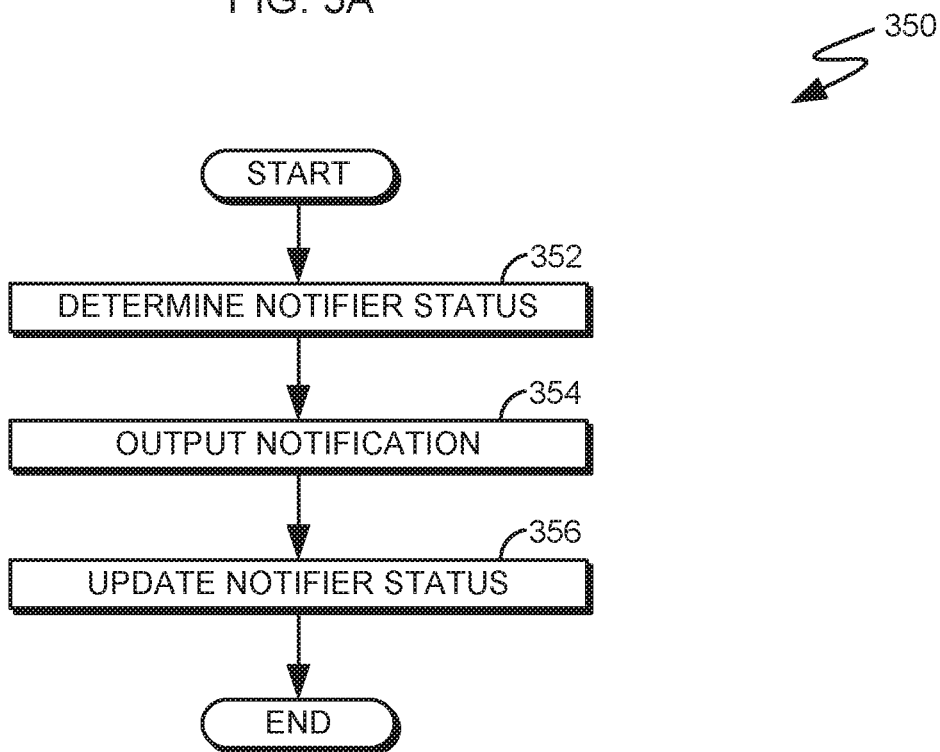 350
START
352
DETERMINE NOTIFIER STATUS
354
OUTPUT NOTIFICATION
356
UPDATE NOTIFIER STATUS
END